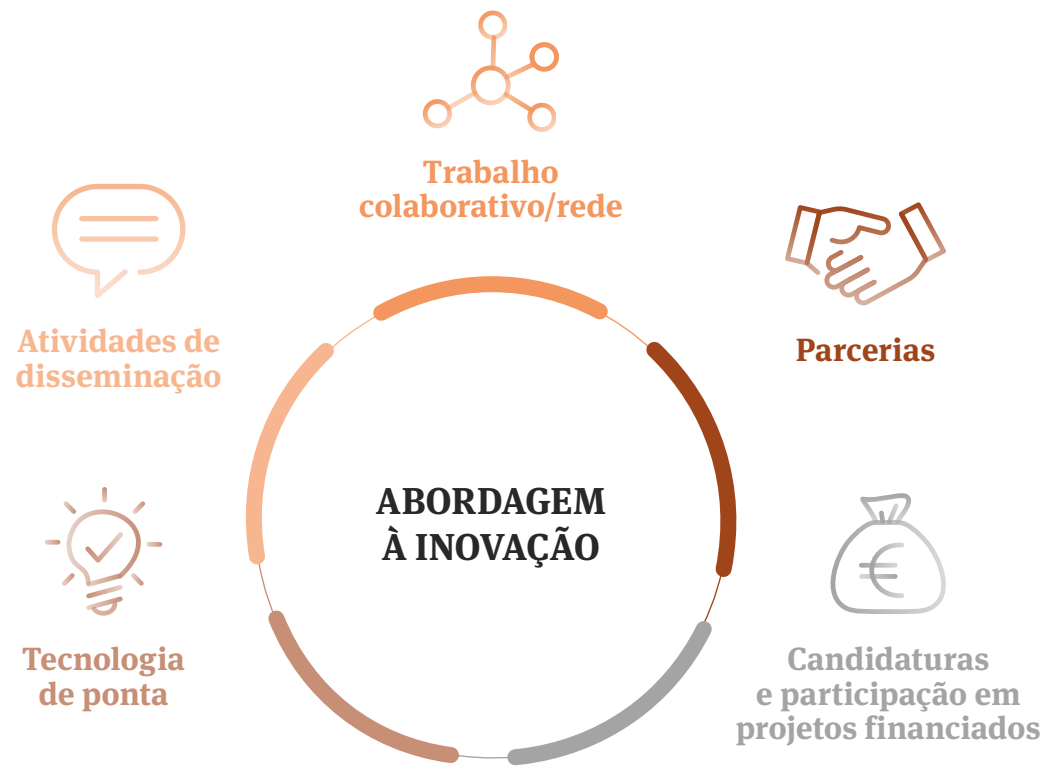 Trabalho
colaborativo/rede
Atividades de
disseminação
Parcerias
ABORDAGEM
À INOVAÇÃO
Tecnologia
de ponta
Candidaturas
e participação em
projetos financiados